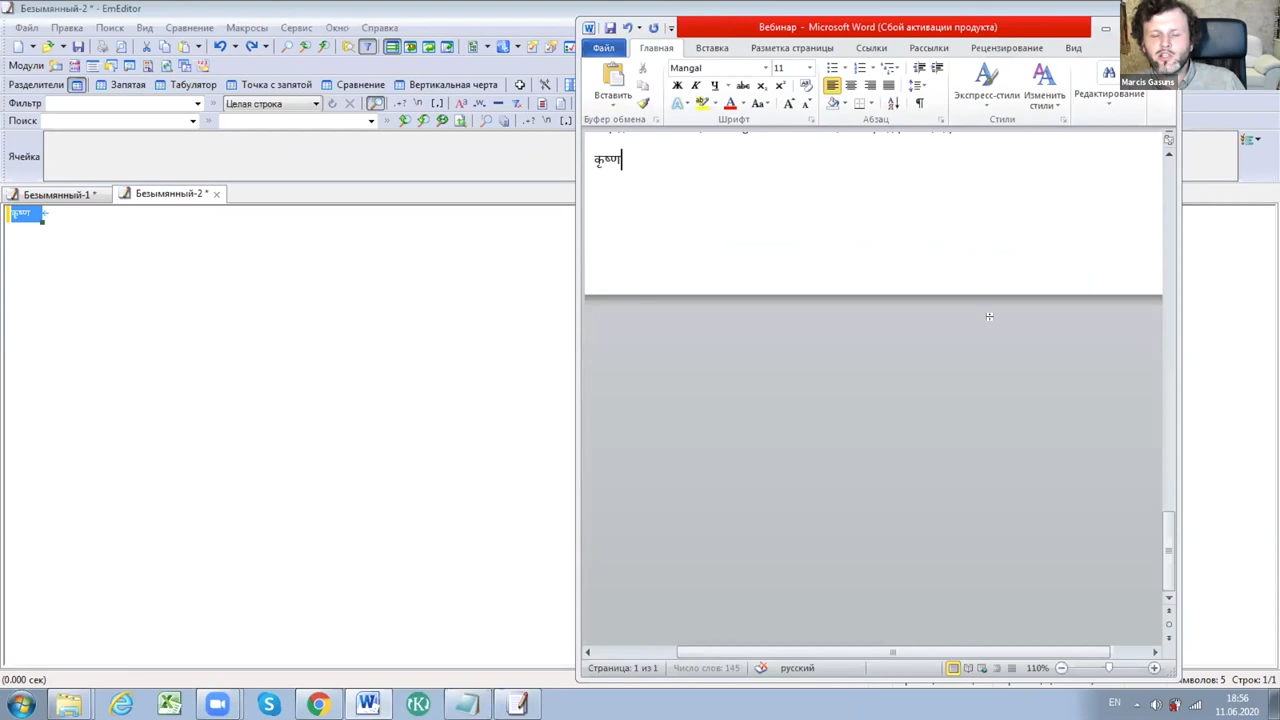 Безымянный-2 * - EmEditor
Файл Правка Поиск Вид Сравнение Макросы Сервис Окно Справка
Модули
Разделители Запятая Табулятор Точка с запятой Сравнение Вертикальная черта
Фильтр Целая строка
Поиск
Ячейка
Безымянный-1 * Безымянный-2 *
कृष्ण
(0.000 сек)
Вебинар - Microsoft Word (Сбой активации продукта)
Файл Главная Вставка Разметка страницы Ссылки Рассылки Рецензирование Вид
Mangal 11
Вставить
Экспресс-стили
Изменить стили
Редактирование
Буфер обмена Шрифт Абзац Стили
कृष्ण
Страница: 1 из 1 Число слов: 145 русский 110%
Marcis Gasuns
символов: 5 Строк: 1/1
EN 18:56
11.06.2020